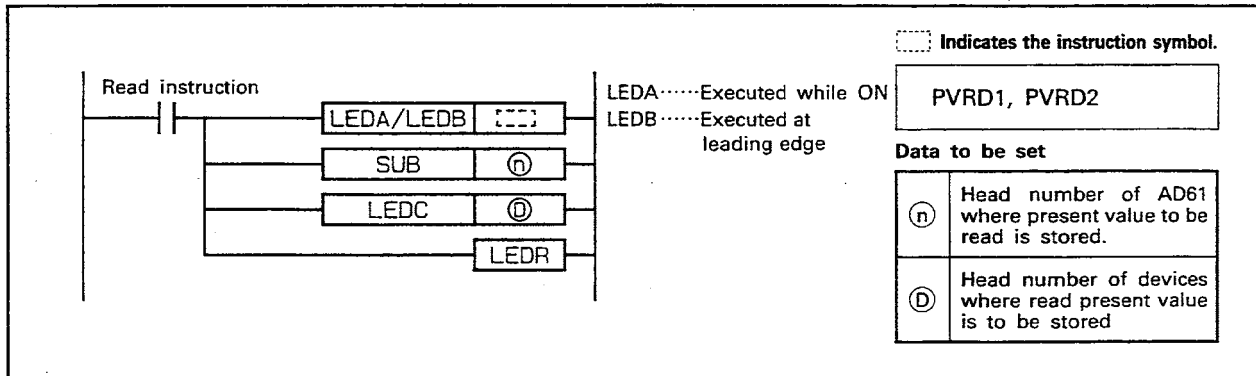 Read instruction
LEDA/LEDB
SUB ⓝ
LEDC Ⓓ
LEDR
LEDA······Executed while ON
LEDB······Executed at
leading edge
Indicates the instruction symbol.
PVRD1, PVRD2
Data to be set
ⓝ Head number of AD61
where present value to be
read is stored.
Ⓓ Head number of devices
where read present value
is to be stored